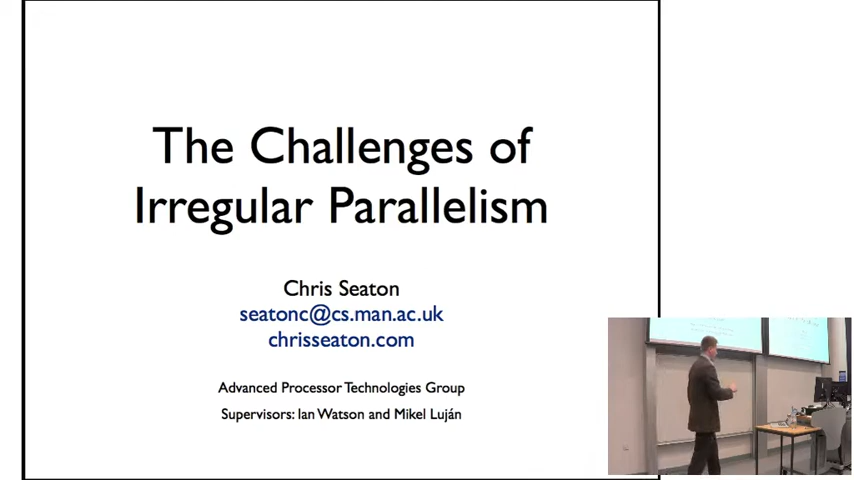 The Challenges of
Irregular Parallelism
Chris Seaton
seatonc@cs.man.ac.uk
chrisseaton.com
Advanced Processor Technologies Group
Supervisors: Ian Watson and Mikel Luján